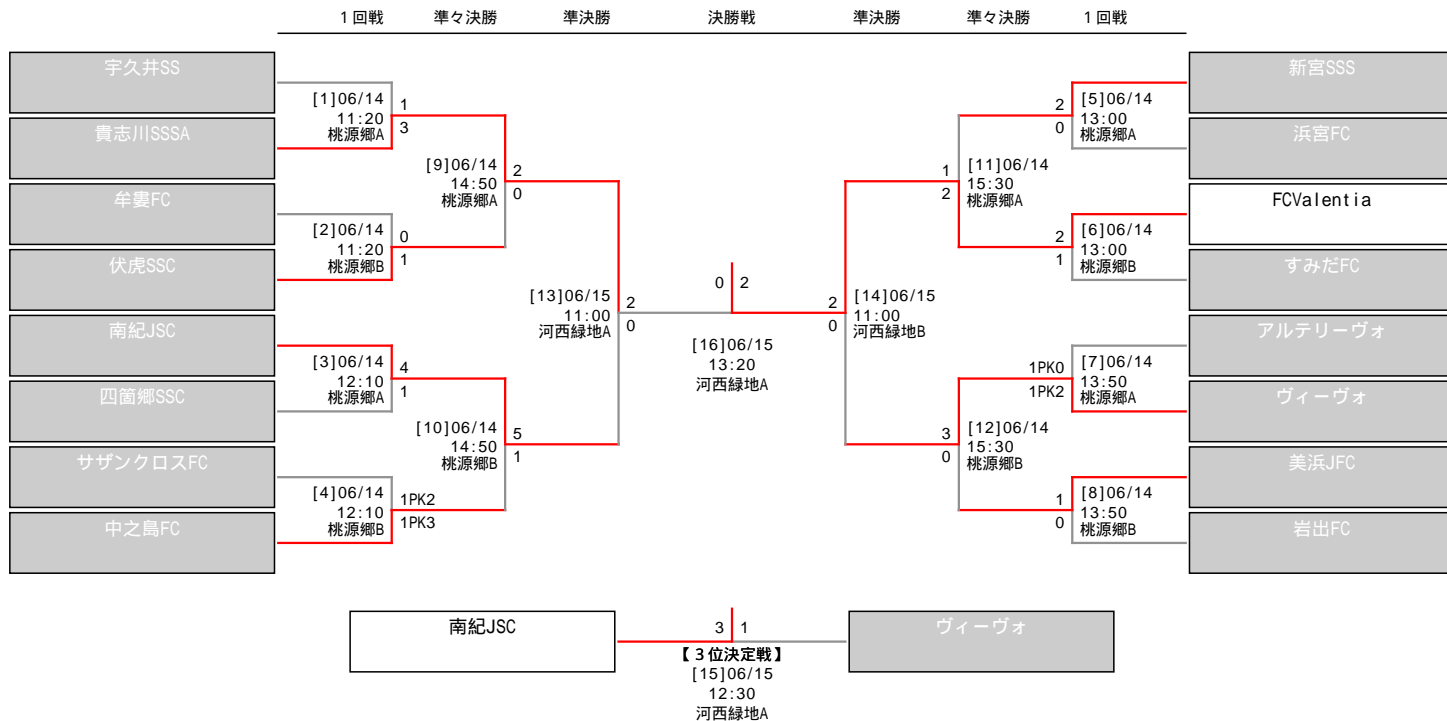 １回戦 準々決勝 準決勝 決勝戦 準決勝 準々決勝 １回戦
宇久井SS
[1]06/14
11:20
桃源郷A
1
3
貴志川SSSA
[9]06/14
14:50
桃源郷A
2
0
牟婁FC
[2]06/14
11:20
桃源郷B
0
1
伏虎SSC
[13]06/15
11:00
河西緑地A
2
0
南紀JSC
[3]06/14
12:10
桃源郷A
4
1
四箇郷SSC
[10]06/14
14:50
桃源郷B
5
1
サザンクロスFC
[4]06/14
12:10
桃源郷B
1PK2
1PK3
中之島FC
0 2
[16]06/15
13:20
河西緑地A
新宮SSS
2
0
[5]06/14
13:00
桃源郷A
浜宮FC
1
2
[11]06/14
15:30
桃源郷A
FCValentia
2
1
[6]06/14
13:00
桃源郷B
すみだFC
2
0
[14]06/15
11:00
河西緑地B
アルテリーヴォ
1PK0
1PK2
[7]06/14
13:50
桃源郷A
ヴィーヴォ
3
0
[12]06/14
15:30
桃源郷B
美浜JFC
1
0
[8]06/14
13:50
桃源郷B
岩出FC
南紀JSC
3 1
ヴィーヴォ
【３位決定戦】
[15]06/15
12:30
河西緑地A